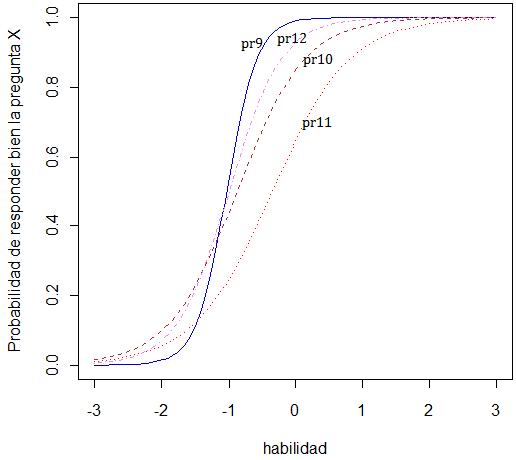 Probabilidad de responder bien la pregunta X
1.0
0.8
0.6
0.4
0.2
0.0
pr9
pr12
pr10
pr11
-3
-2
-1
0
1
2
3
habilidad